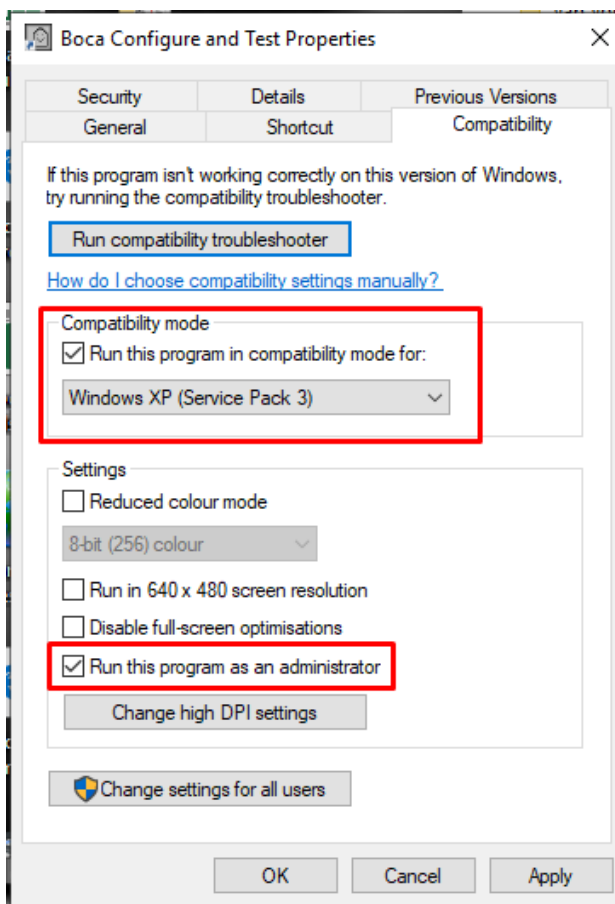 Boca Configure and Test Properties
Security Details Previous Versions
General Shortcut Compatibility
If this program isn't working correctly on this version of Windows,
try running the compatibility troubleshooter.
Run compatibility troubleshooter
How do I choose compatibility settings manually?
Compatibility mode
Run this program in compatibility mode for:
Windows XP (Service Pack 3)
Settings
Reduced colour mode
8-bit (256) colour
Run in 640 x 480 screen resolution
Disable full-screen optimisations
Run this program as an administrator
Change high DPI settings
Change settings for all users
OK Cancel Apply